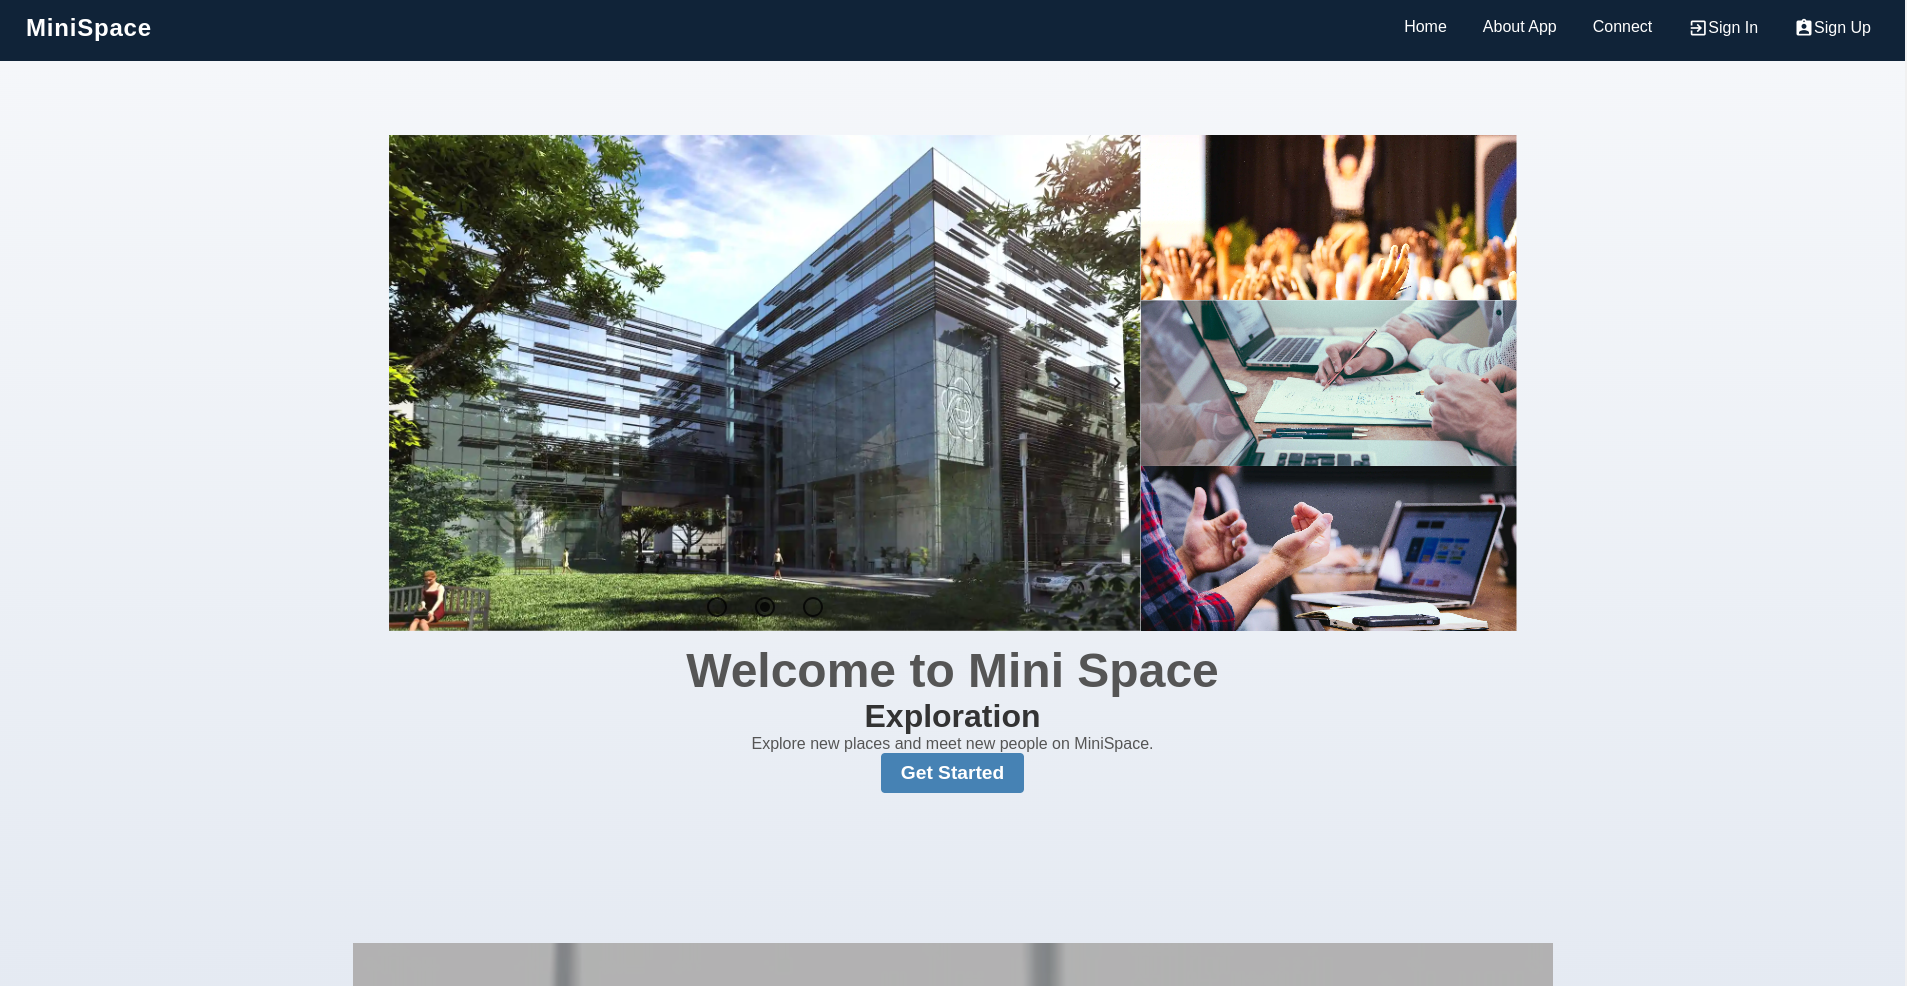 MiniSpace
Home
About App
Connect
Sign In
Sign Up
Welcome to Mini Space
Exploration
Explore new places and meet new people on MiniSpace.
Get Started